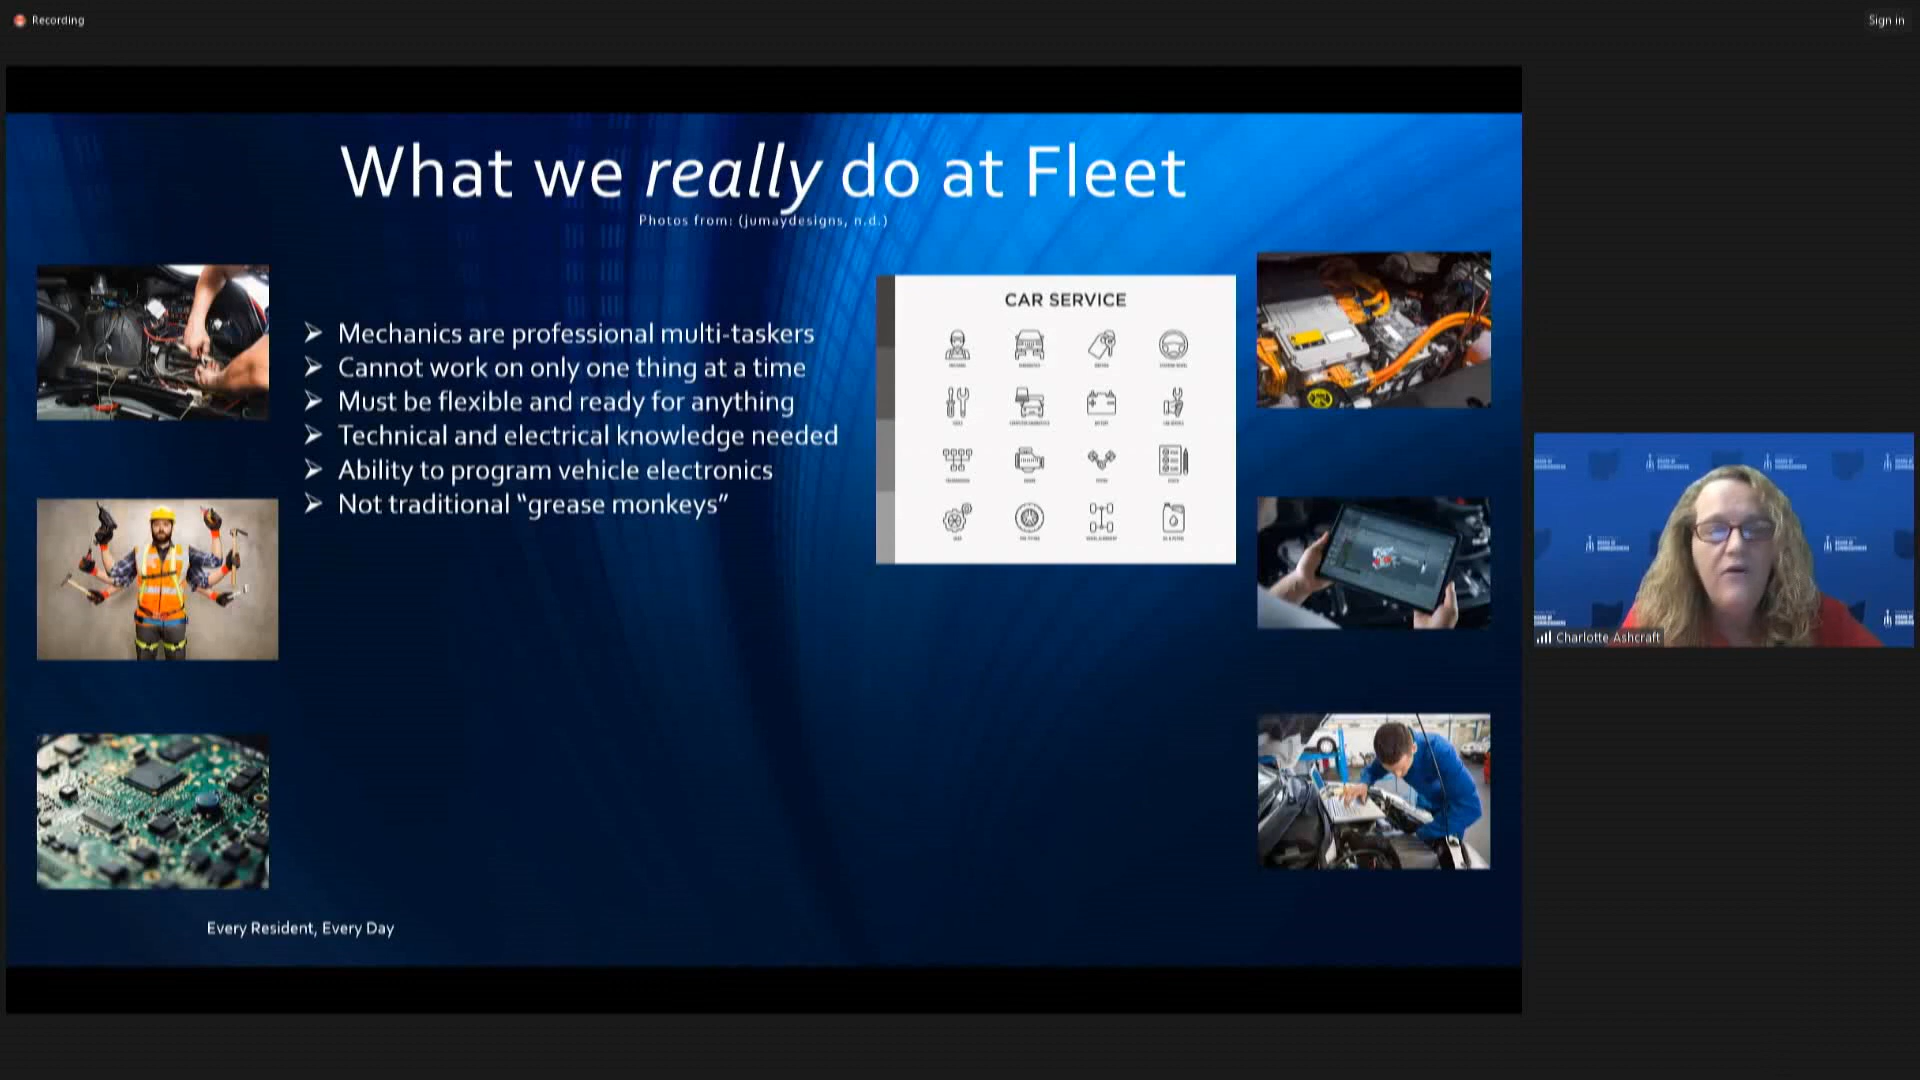 Recording
Sign in
What we really do at Fleet
Photos from: (jumaydesigns, n.d.)
Mechanics are professional multi-taskers
Cannot work on only one thing at a time
Must be flexible and ready for anything
Technical and electrical knowledge needed
Ability to program vehicle electronics
Not traditional “grease monkeys”
CAR SERVICE
Charlotte Ashcraft
Every Resident, Every Day